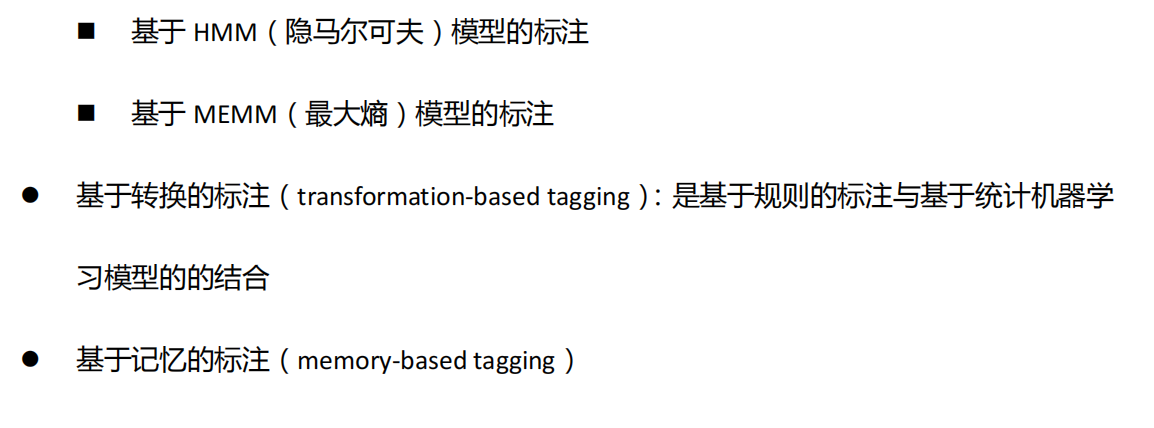 ■ 基于 HMM（隐马尔可夫）模型的标注
■ 基于 MEMM（最大熵）模型的标注
● 基于转换的标注（transformation-based tagging）：是基于规则的标注与基于统计机器学
习模型的的结合
● 基于记忆的标注（memory-based tagging）